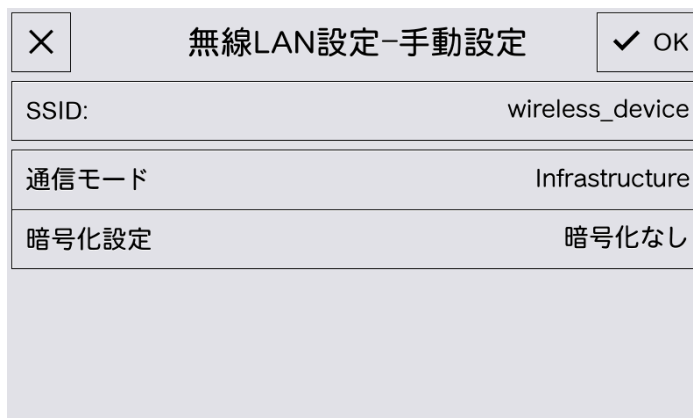 無線LAN設定-手動設定
OK
SSID: wireless_device
通信モード Infrastructure
暗号化設定 暗号化なし